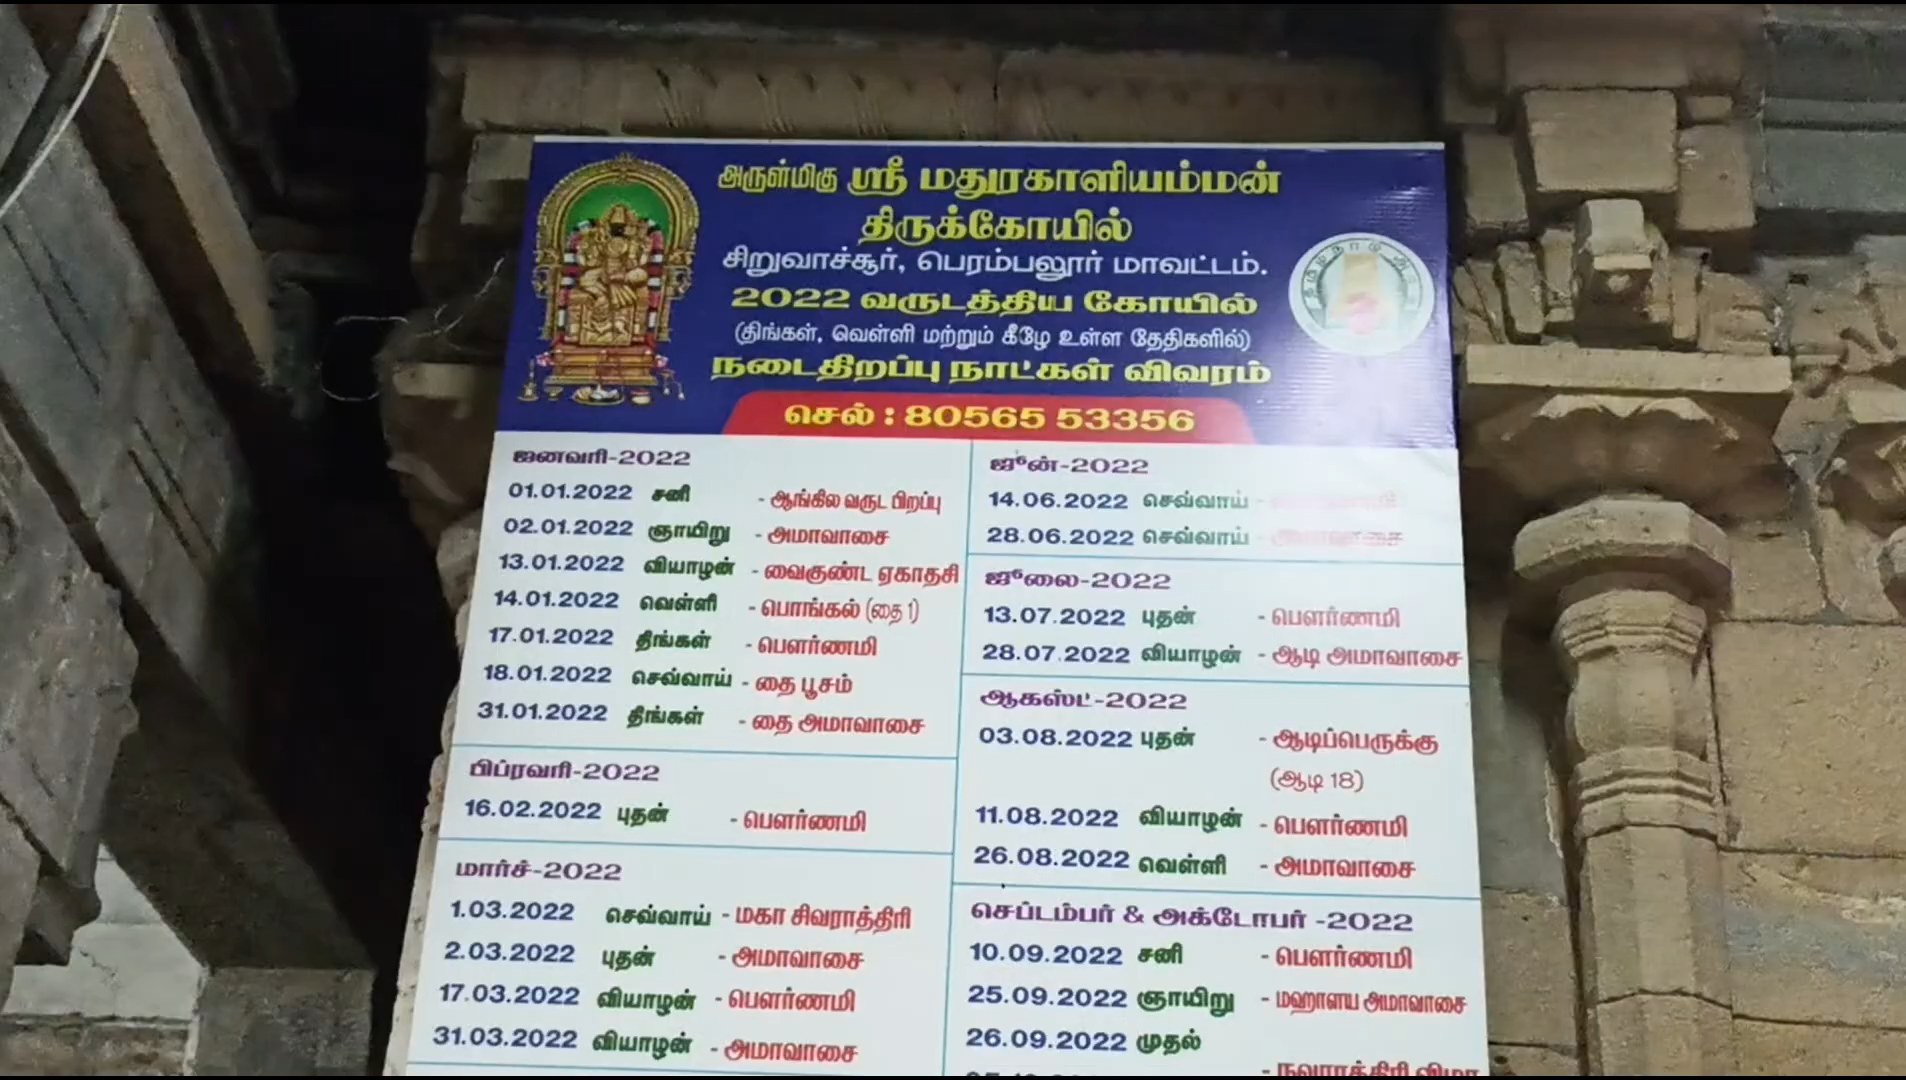 அருள்மிகு ஸ்ரீ மதுரகாளியம்மன்
திருக்கோயில்
சிறுவாச்சூர், பெரம்பலூர் மாவட்டம்.
2022 வருடத்திய கோயில்
(திங்கள், வெள்ளி மற்றும் கீழே உள்ள தேதிகளில்)
நடைதிறப்பு நாட்கள் விவரம்
செல் : 80565 53356
ஜனவரி-2022
01.01.2022 சனி - ஆங்கில வருட பிறப்பு
02.01.2022 ஞாயிறு - அமாவாசை
13.01.2022 வியாழன் - வைகுண்ட ஏகாதசி
14.01.2022 வெள்ளி - பொங்கல் (தை 1)
17.01.2022 திங்கள் - பௌர்ணமி
18.01.2022 செவ்வாய் - தை பூசம்
31.01.2022 திங்கள் - தை அமாவாசை
பிப்ரவரி-2022
16.02.2022 புதன் - பௌர்ணமி
மார்ச்-2022
1.03.2022 செவ்வாய் - மகா சிவராத்திரி
2.03.2022 புதன் - அமாவாசை
17.03.2022 வியாழன் - பௌர்ணமி
31.03.2022 வியாழன் - அமாவாசை
ஜூன்-2022
14.06.2022 செவ்வாய் -
28.06.2022 செவ்வாய் - அமாவாசை
ஜூலை-2022
13.07.2022 புதன் - பௌர்ணமி
28.07.2022 வியாழன் - ஆடி அமாவாசை
ஆகஸ்ட்-2022
03.08.2022 புதன் - ஆடிப்பெருக்கு
(ஆடி 18)
11.08.2022 வியாழன் - பௌர்ணமி
26.08.2022 வெள்ளி - அமாவாசை
செப்டம்பர் & அக்டோபர் -2022
10.09.2022 சனி - பௌர்ணமி
25.09.2022 ஞாயிறு - மஹாளய அமாவாசை
26.09.2022 முதல்
- நவராத்திரி விழா